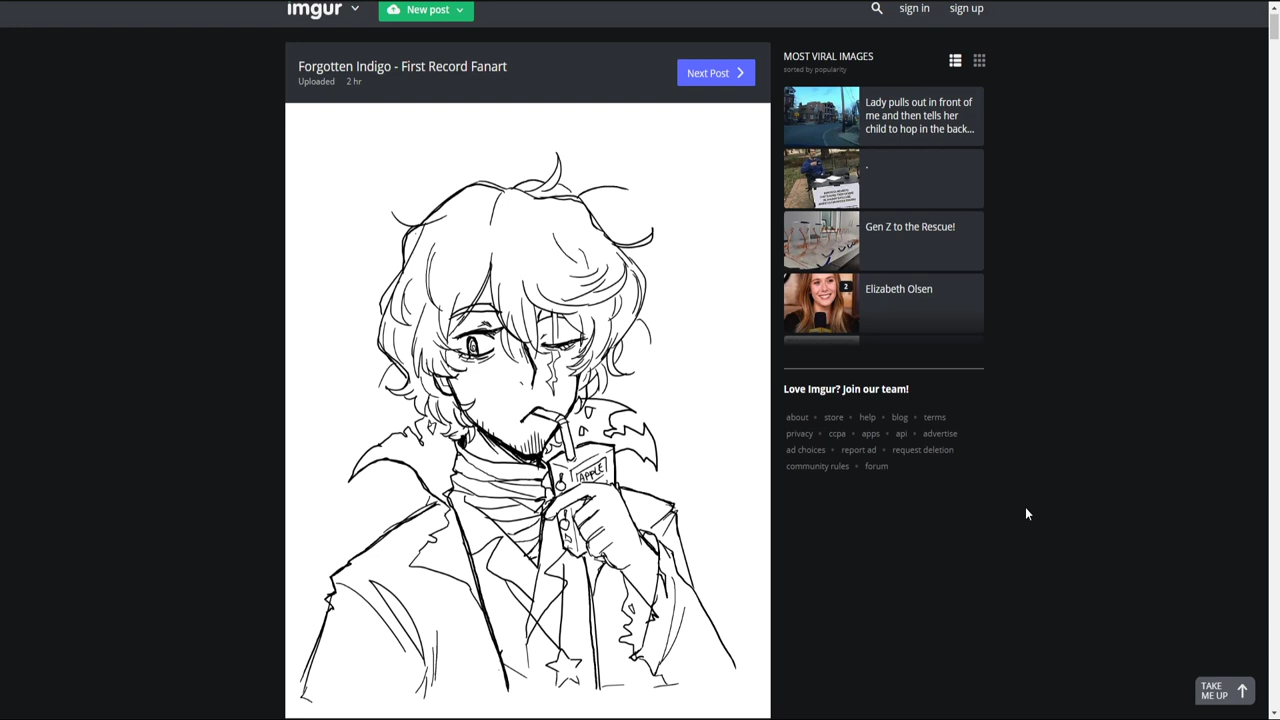 imgur
New post
sign in
sign up
Forgotten Indigo - First Record Fanart
Uploaded 2 hr
Next Post
APPLE
MOST VIRAL IMAGES
sorted by popularity
Lady pulls out in front of
me and then tells her
child to hop in the back...
.
Gen Z to the Rescue!
2
Elizabeth Olsen
Love Imgur? Join our team!
about • store • help • blog • terms
privacy • ccpa • apps • api • advertise
ad choices • report ad • request deletion
community rules • forum
TAKE
ME UP